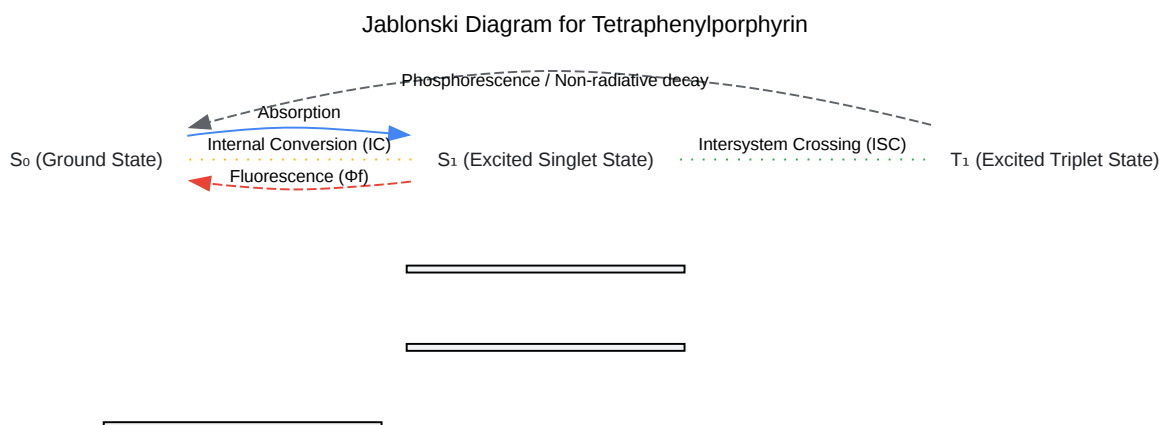 Jablonski Diagram for Tetraphenylporphyrin
Phosphorescence / Non-radiative decay
Absorption
Internal Conversion (IC)
Intersystem Crossing (ISC)
S₀ (Ground State)
S₁ (Excited Singlet State)
T₁ (Excited Triplet State)
Fluorescence (Φf)